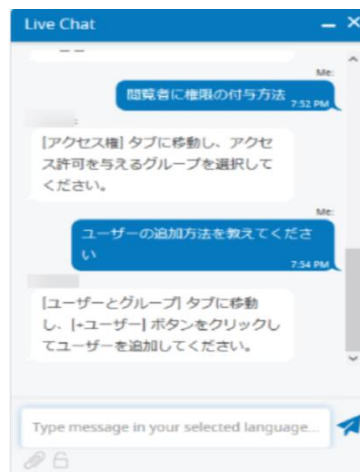 Live Chat
Me:
閲覧者に権限の付与方法
7:52 PM
:
[アクセス権] タブに移動し、アクセ
ス許可を与えるグループを選択して
ください。
Me:
ユーザーの追加方法を教えてくださ
い
7:54 PM
[ユーザーとグループ] タブに移動
し、[+ユーザー] ボタンをクリックし
てユーザーを追加してください。
Type message in your selected language...